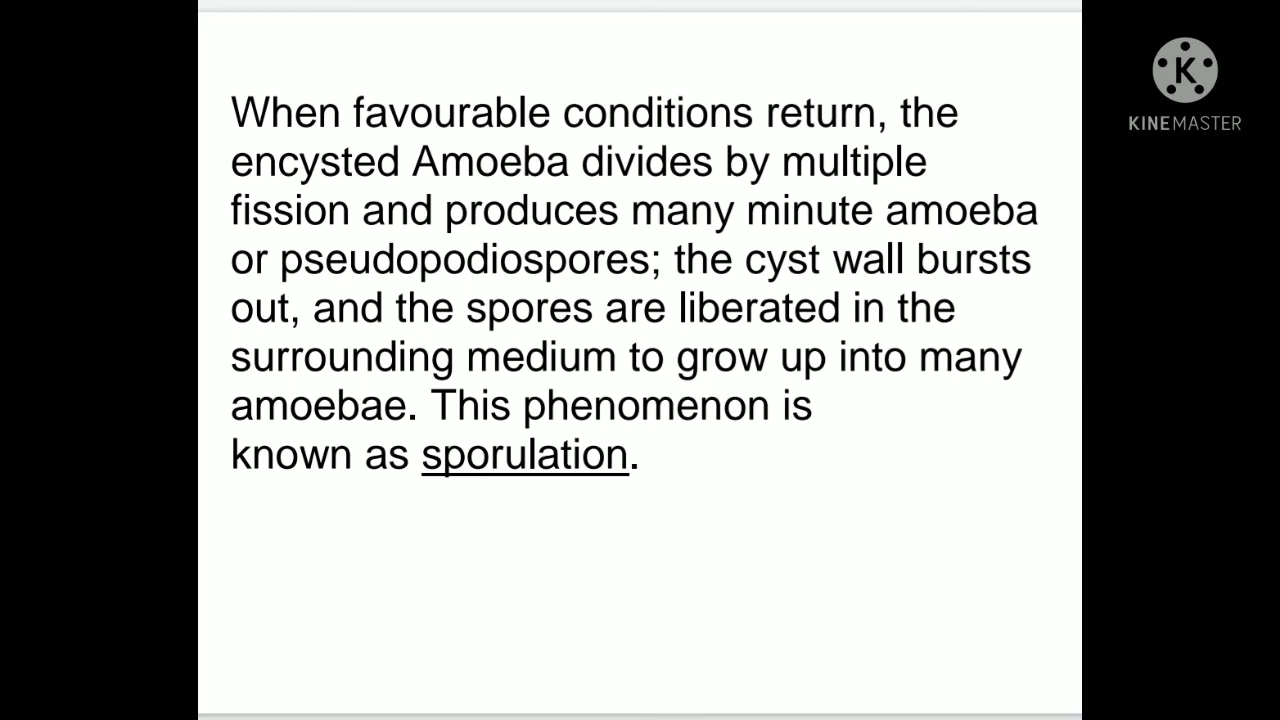 When favourable conditions return, the
encysted Amoeba divides by multiple
fission and produces many minute amoeba
or pseudopodiospores; the cyst wall bursts
out, and the spores are liberated in the
surrounding medium to grow up into many
amoebae. This phenomenon is
known as sporulation.
K
KINEMASTER